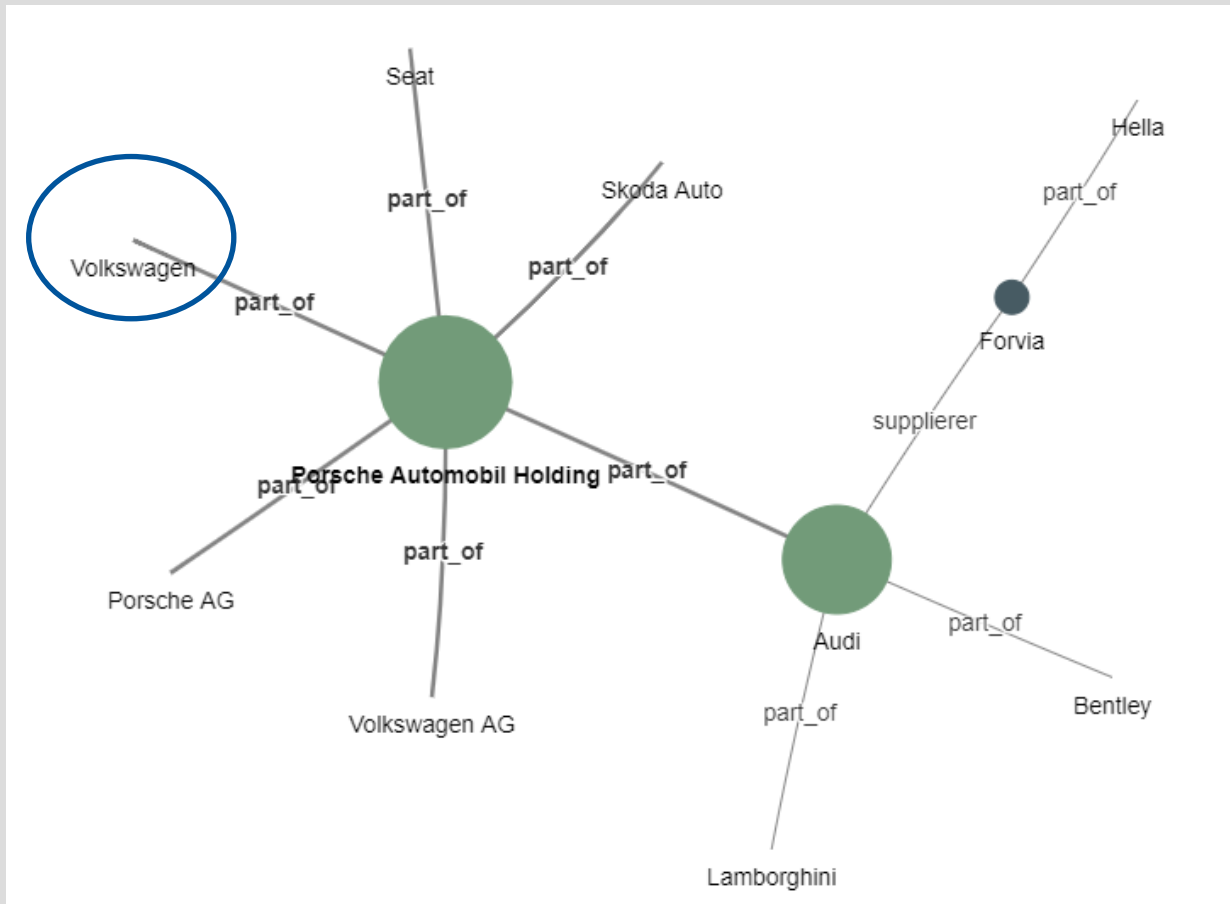 Seat
Hella
Skoda Auto
part_of
part_of
Volkswagen
part_of
part_of
Forvia
supplierer
Porsche Automobil Holding
part_of
part_of
part_of
Porsche AG
part_of
Audi
Bentley
part_of
Volkswagen AG
Lamborghini